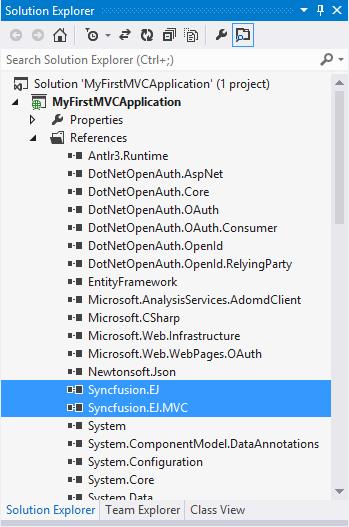 Solution Explorer
Search Solution Explorer (Ctrl+;)
Solution 'MyFirstMVCApplication' (1 project)
MyFirstMVCApplication
Properties
References
Antlr3.Runtime
DotNetOpenAuth.AspNet
DotNetOpenAuth.Core
DotNetOpenAuth.OAuth
DotNetOpenAuth.OAuth.Consumer
DotNetOpenAuth.OpenId
DotNetOpenAuth.OpenId.RelyingParty
EntityFramework
Microsoft.AnalysisServices.AdomdClient
Microsoft.CSharp
Microsoft.Web.Infrastructure
Microsoft.Web.WebPages.OAuth
Newtonsoft.Json
Syncfusion.EJ
Syncfusion.EJ.MVC
System
System.ComponentModel.DataAnnotations
System.Configuration
System.Core
System.Data
Solution Explorer Team Explorer Class View